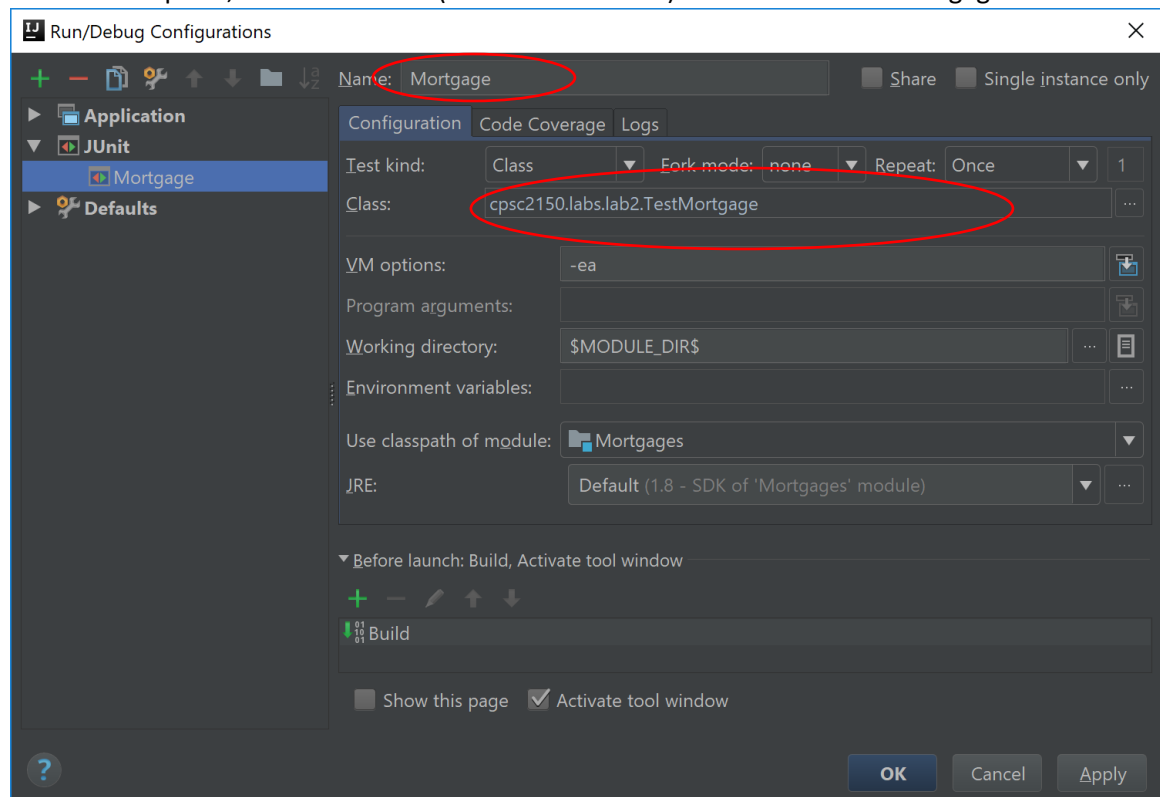 Run/Debug Configurations
Name: Mortgage Share Single instance only
Application
JUnit
Mortgage
Defaults
Configuration Code Coverage Logs
Test kind: Class Fork mode: none Repeat: Once 1
Class: cpsc2150.labs.lab2.TestMortgage
VM options: -ea
Program arguments:
Working directory: $MODULE_DIR$
Environment variables:
Use classpath of module: Mortgages
JRE: Default (1.8 - SDK of 'Mortgages' module)
Before launch: Build, Activate tool window
Build
Show this page Activate tool window
? OK Cancel Apply